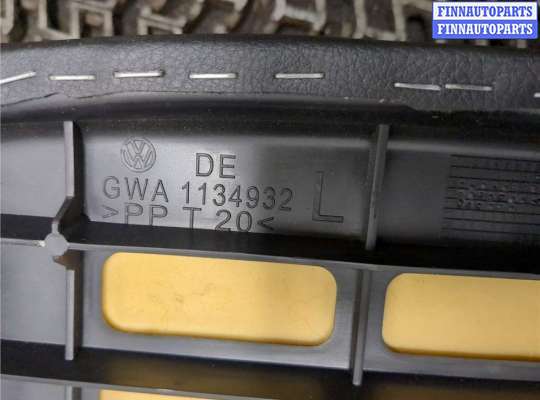 FINNAUTOPARTS
FINNAUTOPARTS
DE
GWA 1134932
>PP T 20<
L